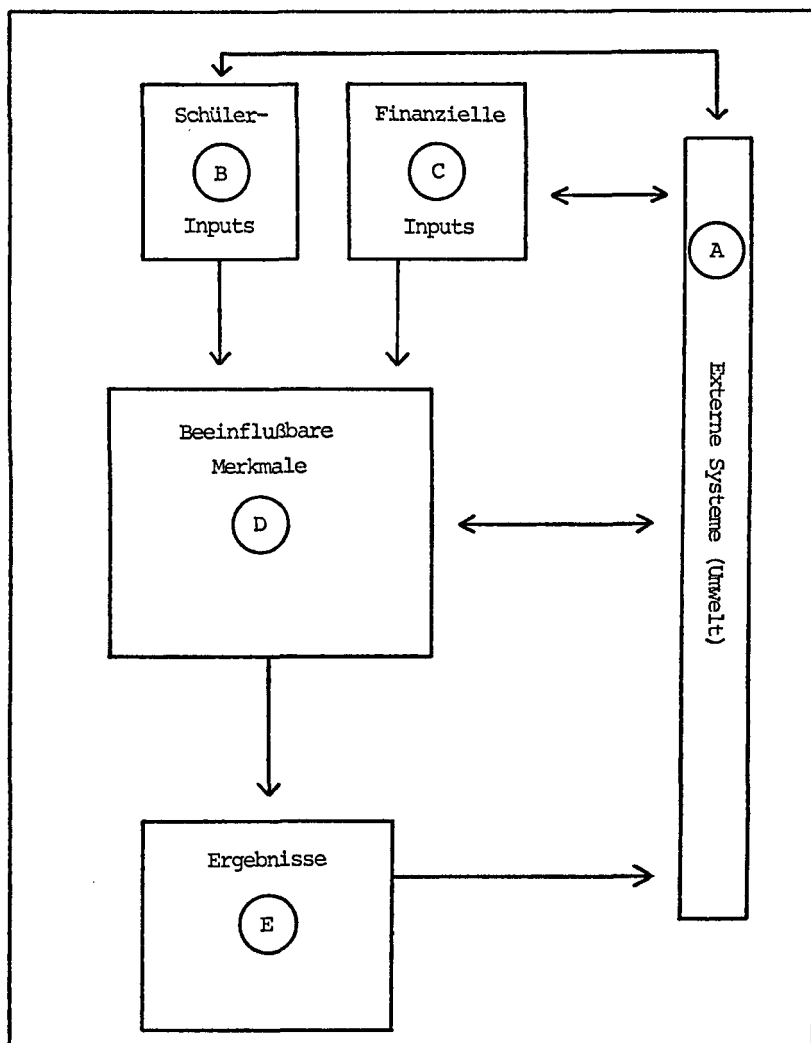 Schüler-
B
Inputs
Finanzielle
C
Inputs
A
Externe Systeme (Umwelt)
Beeinflußbare
Merkmale
D
Ergebnisse
E